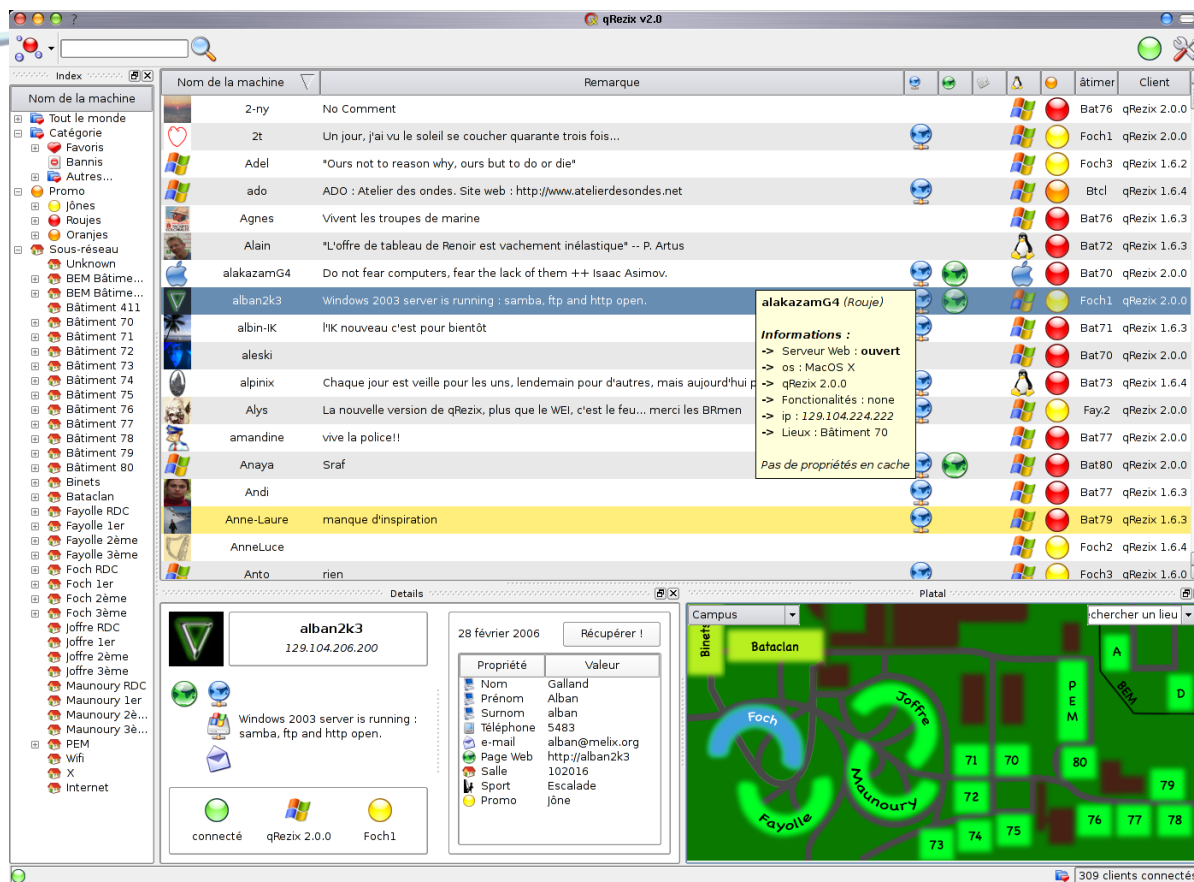 ? qRezix v2.0
Index
Nom de la machine
Tout le monde
Catégorie
Favoris
Bannis
Autres...
Promo
Jônes
Roujes
Oranjes
Sous-réseau
Unknown
BEM Bâtime...
BEM Bâtime...
Bâtiment 411
Bâtiment 70
Bâtiment 71
Bâtiment 72
Bâtiment 73
Bâtiment 74
Bâtiment 75
Bâtiment 76
Bâtiment 77
Bâtiment 78
Bâtiment 79
Bâtiment 80
Binets
Bataclan
Fayolle RDC
Fayolle 1er
Fayolle 2ème
Fayolle 3ème
Foch RDC
Foch 1er
Foch 2ème
Foch 3ème
Joffre RDC
Joffre 1er
Joffre 2ème
Joffre 3ème
Maunoury RDC
Maunoury 1er
Maunoury 2è...
Maunoury 3è...
PEM
Wifi
X
Internet
Nom de la machine Remarque âtimer Client
2-ny No Comment Bat76 qRezix 2.0.0
2t Un jour, j'ai vu le soleil se coucher quarante trois fois... Foch1 qRezix 2.0.0
Adel "Ours not to reason why, ours but to do or die" Foch3 qRezix 1.6.2
ado ADO : Atelier des ondes. Site web : http://www.atelierdesondes.net Btcl qRezix 1.6.4
Agnes Vivent les troupes de marine Bat76 qRezix 1.6.3
Alain "L'offre de tableau de Renoir est vachement inélastique" -- P. Artus Bat72 qRezix 1.6.3
alakazamG4 Do not fear computers, fear the lack of them ++ Isaac Asimov. Bat70 qRezix 2.0.0
alban2k3 Windows 2003 server is running : samba, ftp and http open. Foch1 qRezix 2.0.0
albin-IK l'IK nouveau c'est pour bientôt Bat71 qRezix 1.6.3
aleski Bat70 qRezix 2.0.0
alpinix Chaque jour est veille pour les uns, lendemain pour d'autres, mais aujourd'hui p Bat73 qRezix 1.6.4
Alys La nouvelle version de qRezix, plus que le WEI, c'est le feu... merci les BRmen Fay.2 qRezix 2.0.0
amandine vive la police!! Bat77 qRezix 2.0.0
Anaya Sraf Bat80 qRezix 2.0.0
Andi Bat77 qRezix 1.6.3
Anne-Laure manque d'inspiration Bat79 qRezix 1.6.3
AnneLuce Foch2 qRezix 1.6.4
Anto rien Foch3 qRezix 1.6.0
alakazamG4 (Rouje)
Informations :
-> Serveur Web : ouvert
-> os : MacOS X
-> qRezix 2.0.0
-> Fonctionalités : none
-> ip : 129.104.224.222
-> Lieux : Bâtiment 70
Pas de propriétés en cache
Details
alban2k3
129.104.206.200
Windows 2003 server is running :
samba, ftp and http open.
connecté qRezix 2.0.0 Foch1
28 février 2006 Récupérer !
Propriété Valeur
Nom Galland
Prénom Alban
Surnom alban
Téléphone 5483
e-mail alban@melix.org
Page Web http://alban2k3
Salle 102016
Sport Escalade
Promo Jône
Platal
Campus chercher un lieu
Binets
Bataclan
A
BEM
D
PEM
Joffre
Foch
71 70 80
Maunoury
79
72
Fayolle
76 77 78
73 74 75
309 clients connectés